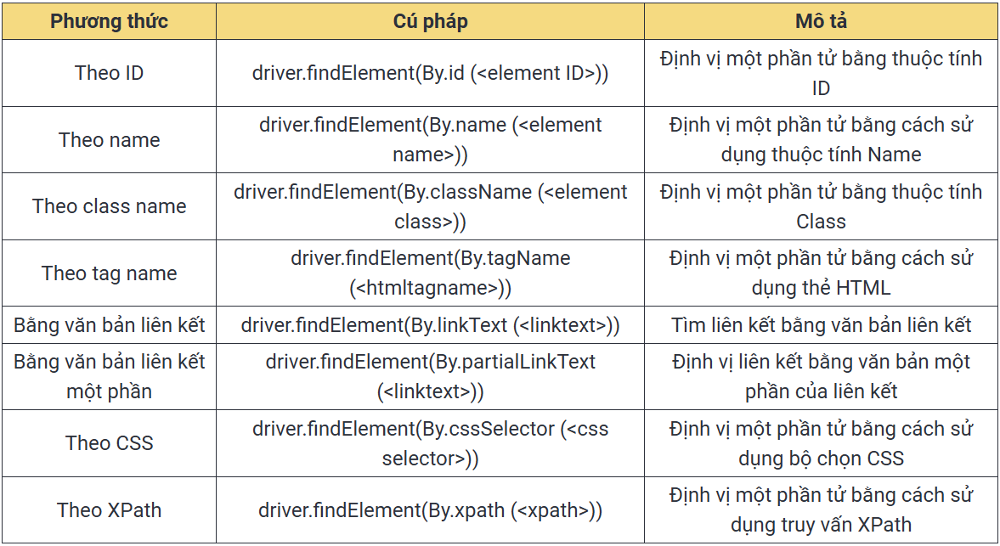 Phương thức
Cú pháp
Mô tả
Theo ID
driver.findElement(By.id (<element ID>))
Định vị một phần tử bằng thuộc tính
ID
Theo name
driver.findElement(By.name (<element
name>))
Định vị một phần tử bằng cách sử
dụng thuộc tính Name
Theo class name
driver.findElement(By.className (<element
class>))
Định vị một phần tử bằng thuộc tính
Class
Theo tag name
driver.findElement(By.tagName
(<htmltagname>))
Định vị một phần tử bằng cách sử
dụng thẻ HTML
Bằng văn bản liên kết
driver.findElement(By.linkText (<linktext>))
Tìm liên kết bằng văn bản liên kết
Bằng văn bản liên kết
một phần
driver.findElement(By.partialLinkText
(<linktext>))
Định vị liên kết bằng văn bản một
phần của liên kết
Theo CSS
driver.findElement(By.cssSelector (<css
selector>))
Định vị một phần tử bằng cách sử
dụng bộ chọn CSS
Theo XPath
driver.findElement(By.xpath (<xpath>))
Định vị một phần tử bằng cách sử
dụng truy vấn XPath